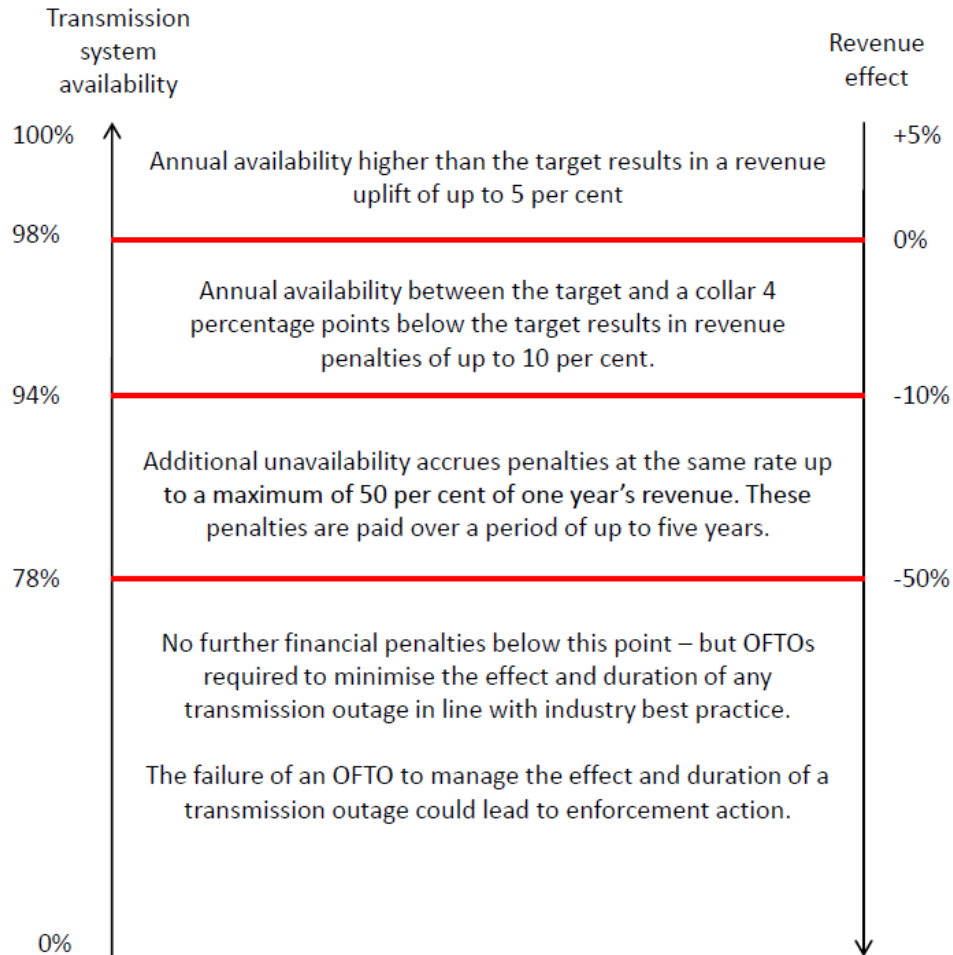 Transmission
system
availability
Revenue
effect
100%
+5%
Annual availability higher than the target results in a revenue
uplift of up to 5 per cent
98%
0%
Annual availability between the target and a collar 4
percentage points below the target results in revenue
penalties of up to 10 per cent.
94%
-10%
Additional unavailability accrues penalties at the same rate up
to a maximum of 50 per cent of one year’s revenue. These
penalties are paid over a period of up to five years.
78%
-50%
No further financial penalties below this point – but OFTOs
required to minimise the effect and duration of any
transmission outage in line with industry best practice.
The failure of an OFTO to manage the effect and duration of a
transmission outage could lead to enforcement action.
0%